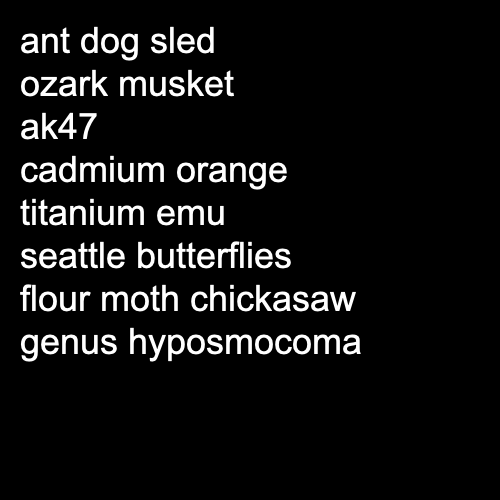 ant dog sled
ozark musket
ak47
cadmium orange
titanium emu
seattle butterflies
flour moth chickasaw
genus hyposmocoma